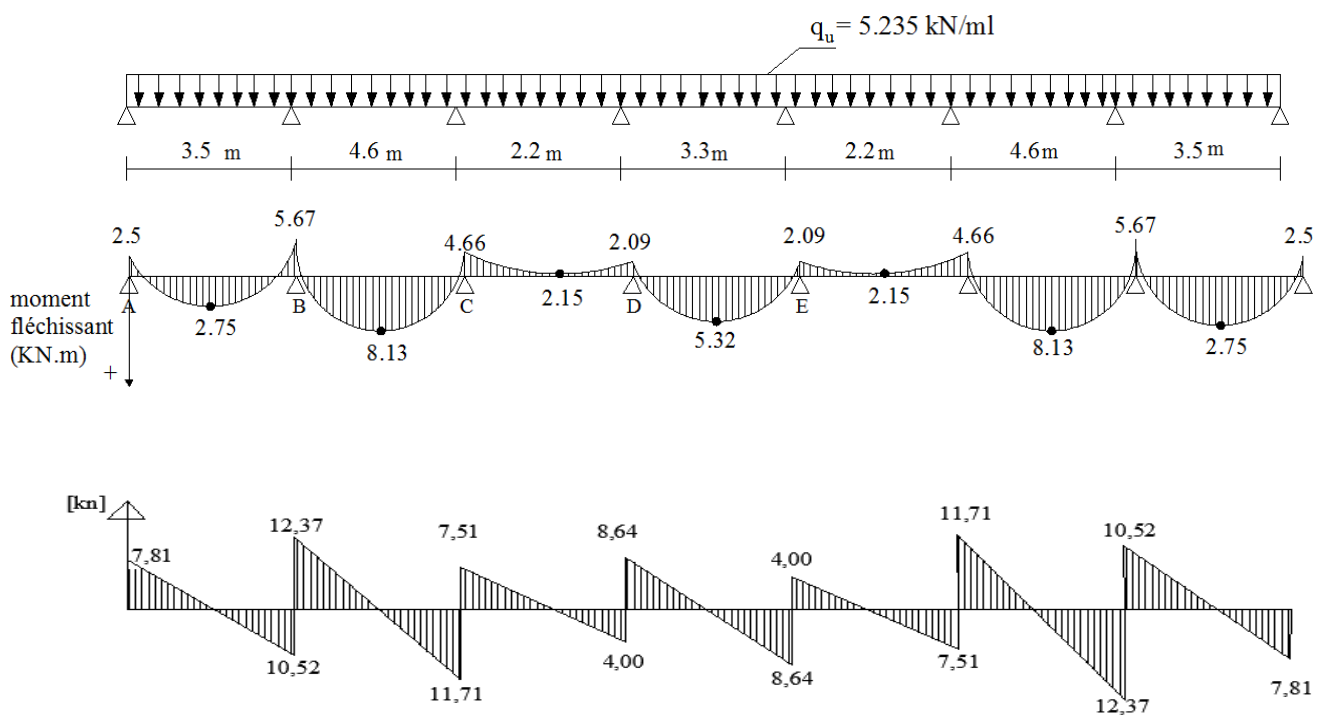 qu = 5.235 kN/ml
3.5 m 4.6 m 2.2 m 3.3m 2.2m 4.6m 3.5m
2.5 5.67 4.66 2.09 2.09 4.66 5.67 2.5
A B C D E
moment
fléchissant
(KN.m)
+
2.75 8.13 2.15 5.32 2.15 8.13 2.75
[kn]
7,81 12,37 7,51 8,64 4,00 11,71 10,52
10,52 11,71 4,00 8,64 7,51 12,37 7,81